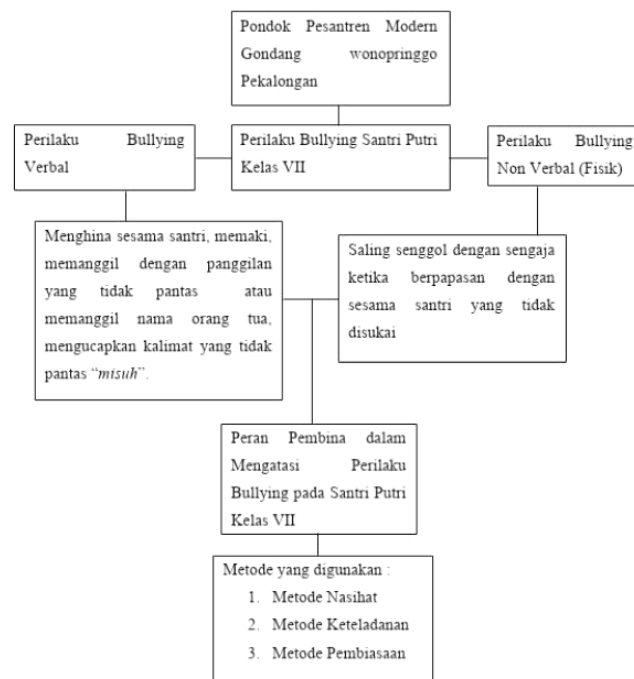 Pondok Pesantren Modern
Gondang wonopringgo
Pekalongan
Perilaku Bullying
Verbal
Perilaku Bullying Santri Putri
Kelas VII
Perilaku Bullying
Non Verbal (Fisik)
Menghina sesama santri, memaki,
memanggil dengan panggilan
yang tidak pantas atau
memanggil nama orang tua,
mengucapkan kalimat yang tidak
pantas “misuh”.
Saling senggol dengan sengaja
ketika berpapasan dengan
sesama santri yang tidak
disukai
Peran Pembina dalam
Mengatasi Perilaku
Bullying pada Santri Putri
Kelas VII
Metode yang digunakan :
1. Metode Nasihat
2. Metode Keteladanan
3. Metode Pembiasaan